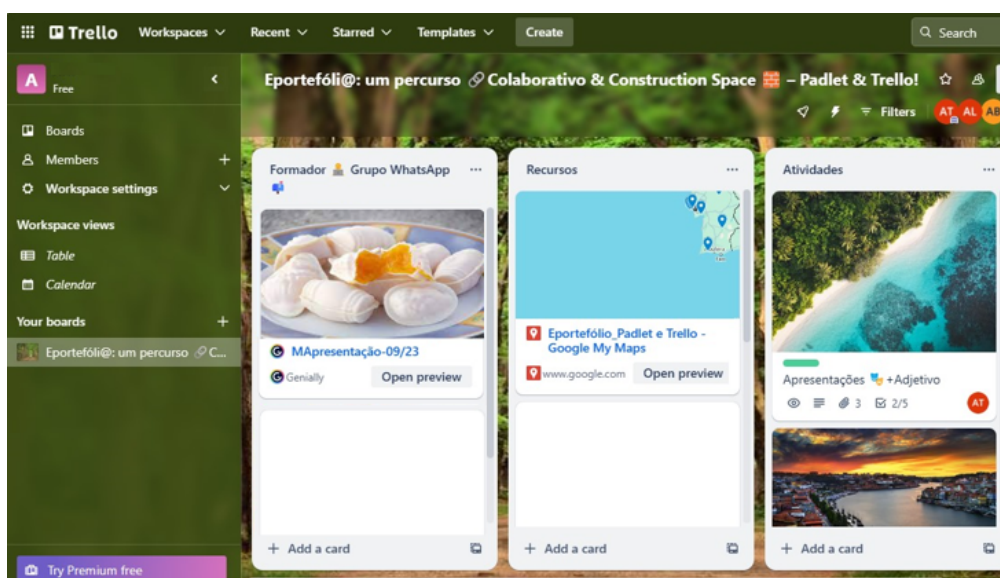 Trello Workspaces Recent Starred Templates Create Search
A Free
Eportefóli@: um percurso 🔗 Colaborativo & Construction Space 🧱 – Padlet & Trello!
Filters AT AL AB
Boards
Members
Workspace settings
Workspace views
Table
Calendar
Your boards
Eportefóli@: um percurso 🔗 C...
Try Premium free
Formador 🧑‍💻 Grupo WhatsApp
📬
MApresentação-09/23
Genially Open preview
+ Add a card
Recursos
Eportefólio_Padlet e Trello -
Google My Maps
www.google.com Open preview
+ Add a card
Atividades
Apresentações 🎭 +Adjetivo
3 2/5 AT
+ Add a card